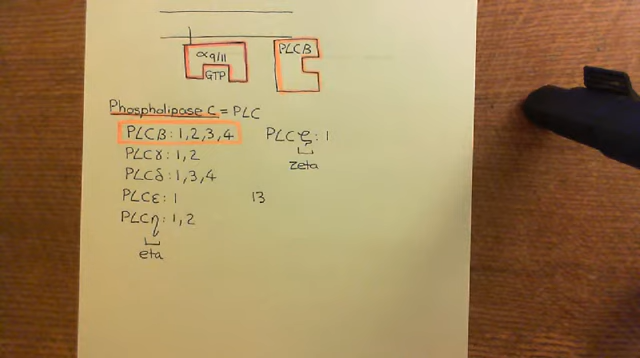 αq/11
GTP
PLCβ
Phospholipase C = PLC
PLCβ: 1, 2, 3, 4
PLCγ: 1, 2
PLCδ: 1, 3, 4
PLCε: 1
PLCη: 1, 2
eta
PLCζ: 1
zeta
13